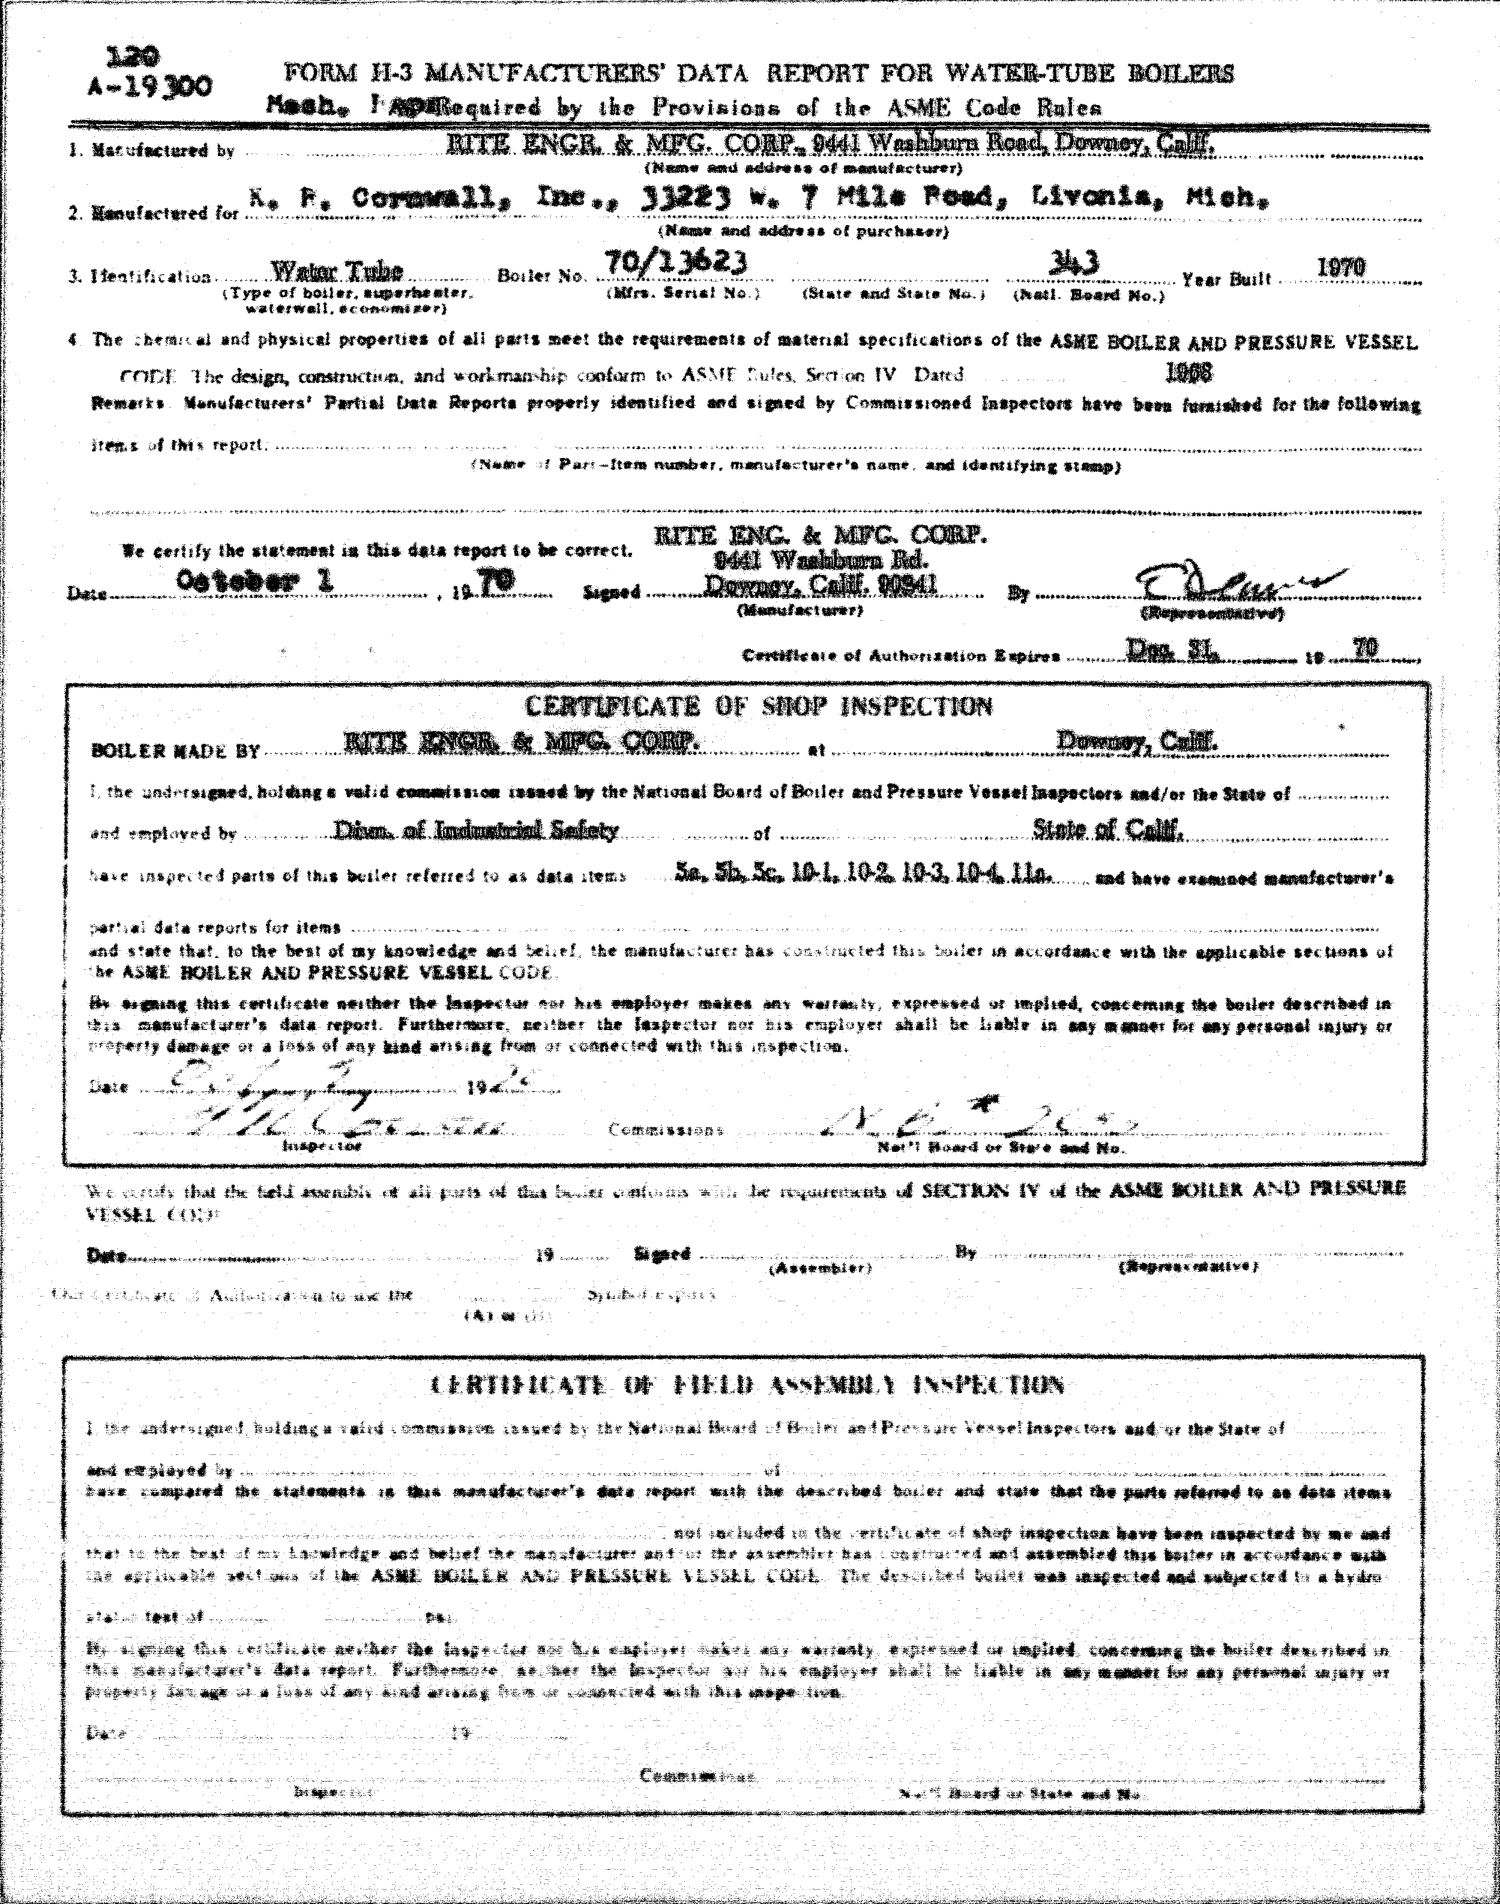 120
A-19300
FORM H-3 MANUFACTURERS' DATA REPORT FOR WATER-TUBE BOILERS
Required by the Provisions of the ASME Code Rules
1. Manufactured by RITE ENGR. & MFG. CORP., 9441 Washburn Road, Downey, Calif.
(Name and address of manufacturer)
2. Manufactured for Cornwall, Inc., 33223 W. 7 Mile Road, Livonia, Mich.
(Name and address of purchaser)
3. Identification Water Tube Boiler No. 70/13623 343 Year Built 1970
(Type of boiler, superheater, (Mfrs. Serial No.) (State and State No.) (Natl. Board No.)
waterwall, economizer)
4 The chemical and physical properties of all parts meet the requirements of material specifications of the ASME BOILER AND PRESSURE VESSEL
CODE The design, construction, and workmanship conform to ASME Rules, Section IV Dated 1968
Remarks Manufacturers' Partial Data Reports properly identified and signed by Commissioned Inspectors have been furnished for the following
items of this report:
(Name of Part-Item number, manufacturer's name, and identifying stamp)
We certify the statement in this data report to be correct.
RITE ENG. & MFG. CORP.
9441 Washburn Rd.
Date October 1, 1970 Signed Downey, Calif. 90241 By
(Manufacturer) (Representative)
Certificate of Authorization Expires Dec. 31, 19 70
CERTIFICATE OF SHOP INSPECTION
BOILER MADE BY RITE ENGR. & MFG. CORP. at Downey, Calif.
I, the undersigned, holding a valid commission issued by the National Board of Boiler and Pressure Vessel Inspectors and/or the State of
and employed by Divn. of Industrial Safety of State of Calif.
have inspected parts of this boiler referred to as data items 5a, 5b, 5c, 10-1, 10-2, 10-3, 10-4, 11a. and have examined manufacturer's
partial data reports for items
and state that, to the best of my knowledge and belief, the manufacturer has constructed this boiler in accordance with the applicable sections of
the ASME BOILER AND PRESSURE VESSEL CODE.
By signing this certificate neither the Inspector nor his employer makes any warranty, expressed or implied, concerning the boiler described in
this manufacturer's data report. Furthermore, neither the Inspector nor his employer shall be liable in any manner for any personal injury or
property damage or a loss of any kind arising from or connected with this inspection.
Date 19
Commissions
Inspector Nat'l Board or State and No.
We certify that the field assembly of all parts of this boiler conforms with the requirements of SECTION IV of the ASME BOILER AND PRESSURE
VESSEL CODE
Date 19 Signed By
(Assembler) (Representative)
Our Certificate of Authorization to use the Symbol expires
(A) or
CERTIFICATE OF FIELD ASSEMBLY INSPECTION
I, the undersigned, holding a valid commission issued by the National Board of Boiler and Pressure Vessel Inspectors and/or the State of
and employed by of
have compared the statements in this manufacturer's data report with the described boiler and state that the parts referred to as data items
not included in the certificate of shop inspection have been inspected by me and
that to the best of my knowledge and belief the manufacturer and/or the assembler has constructed and assembled this boiler in accordance with
the applicable sections of the ASME BOILER AND PRESSURE VESSEL CODE The described boiler was inspected and subjected to a hydro-
static test of psi.
By signing this certificate neither the Inspector nor his employer makes any warranty, expressed or implied, concerning the boiler described in
this manufacturer's data report. Furthermore, neither the Inspector nor his employer shall be liable in any manner for any personal injury or
property damage or a loss of any kind arising from or connected with this inspection.
Date 19
Commissions
Inspector Nat'l Board or State and No.